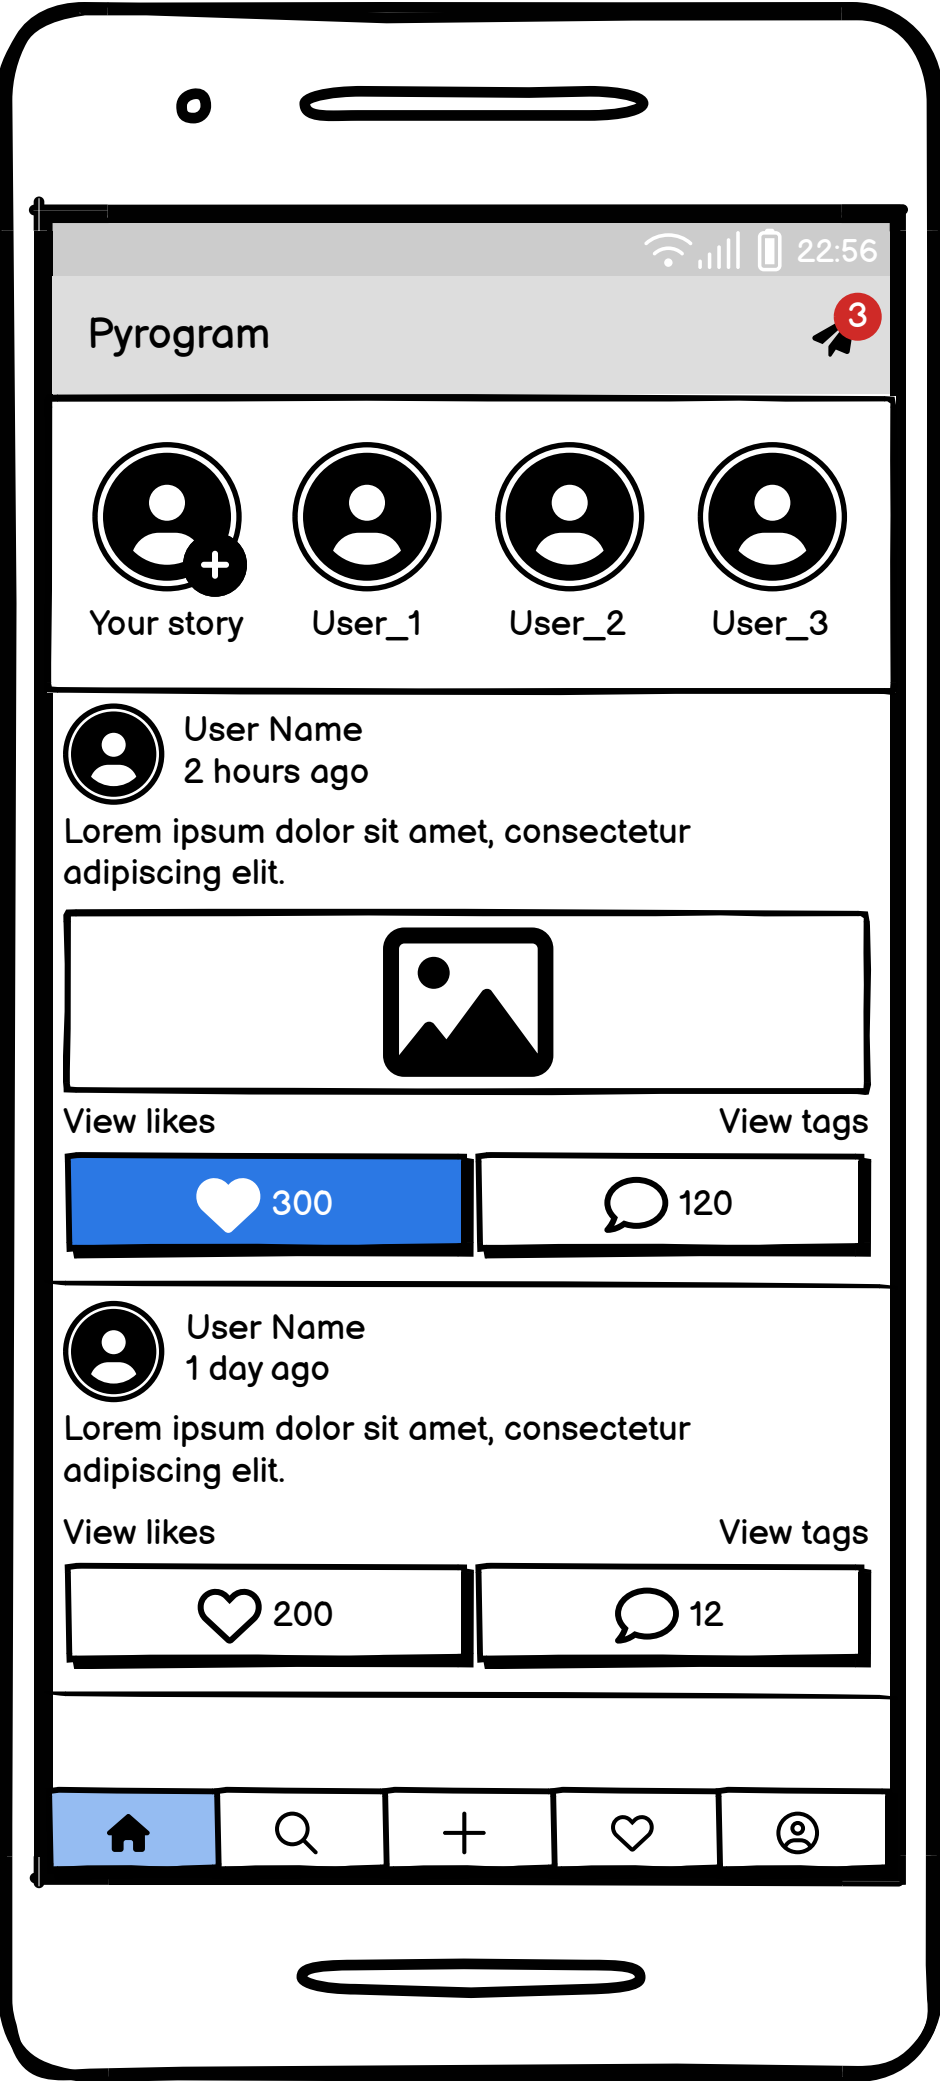 22:56
Pyrogram
3
Your story
User_1
User_2
User_3
User Name
2 hours ago
Lorem ipsum dolor sit amet, consectetur
adipiscing elit.
View likes
View tags
300
120
User Name
1 day ago
Lorem ipsum dolor sit amet, consectetur
adipiscing elit.
View likes
View tags
200
12